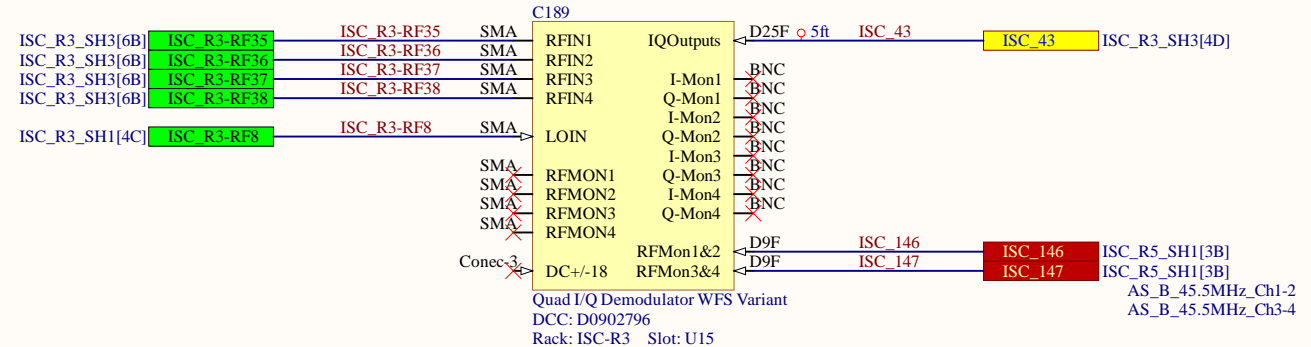 C189
ISC_R3_SH3[6B] ISC_R3-RF35 ISC_R3-RF35 SMA RFIN1 IQOutputs D25F 5ft ISC_43 ISC_43 ISC_R3_SH3[4D]
ISC_R3_SH3[6B] ISC_R3-RF36 ISC_R3-RF36 SMA RFIN2
ISC_R3_SH3[6B] ISC_R3-RF37 ISC_R3-RF37 SMA RFIN3 I-Mon1 BNC
ISC_R3_SH3[6B] ISC_R3-RF38 ISC_R3-RF38 SMA RFIN4 Q-Mon1 BNC
I-Mon2 BNC
ISC_R3_SH1[4C] ISC_R3-RF8 ISC_R3-RF8 SMA LOIN Q-Mon2 BNC
I-Mon3 BNC
SMA RFMON1 Q-Mon3 BNC
SMA RFMON2 I-Mon4 BNC
SMA RFMON3 Q-Mon4 BNC
SMA RFMON4
RFMon1&2 D9F ISC_146 ISC_146 ISC_R5_SH1[3B]
Conec-3 DC+/-18 RFMon3&4 D9F ISC_147 ISC_147 ISC_R5_SH1[3B]
AS_B_45.5MHz_Ch1-2
AS_B_45.5MHz_Ch3-4
Quad I/Q Demodulator WFS Variant
DCC: D0902796
Rack: ISC-R3 Slot: U15